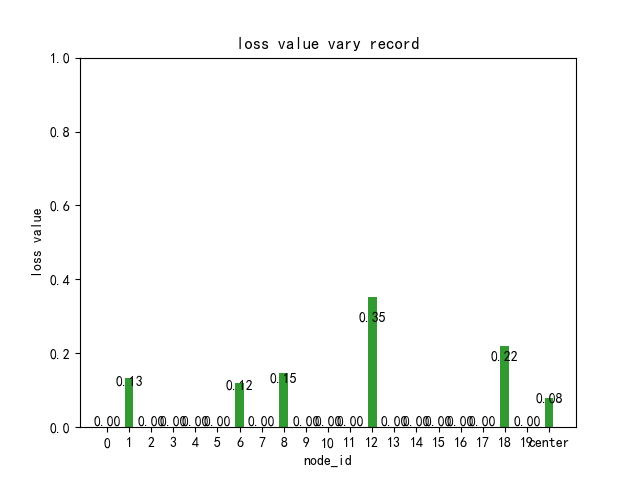 loss value vary record
1.0
0.8
0.6
0.4
0.2
0.0
loss value
0.00 0.13 0.00 0.00 0.00 0.00 0.12 0.00 0.15 0.00 0.00 0.00 0.35 0.00 0.00 0.00 0.00 0.00 0.22 0.00 0.08
0 1 2 3 4 5 6 7 8 9 10 11 12 13 14 15 16 17 18 19 center
node_id